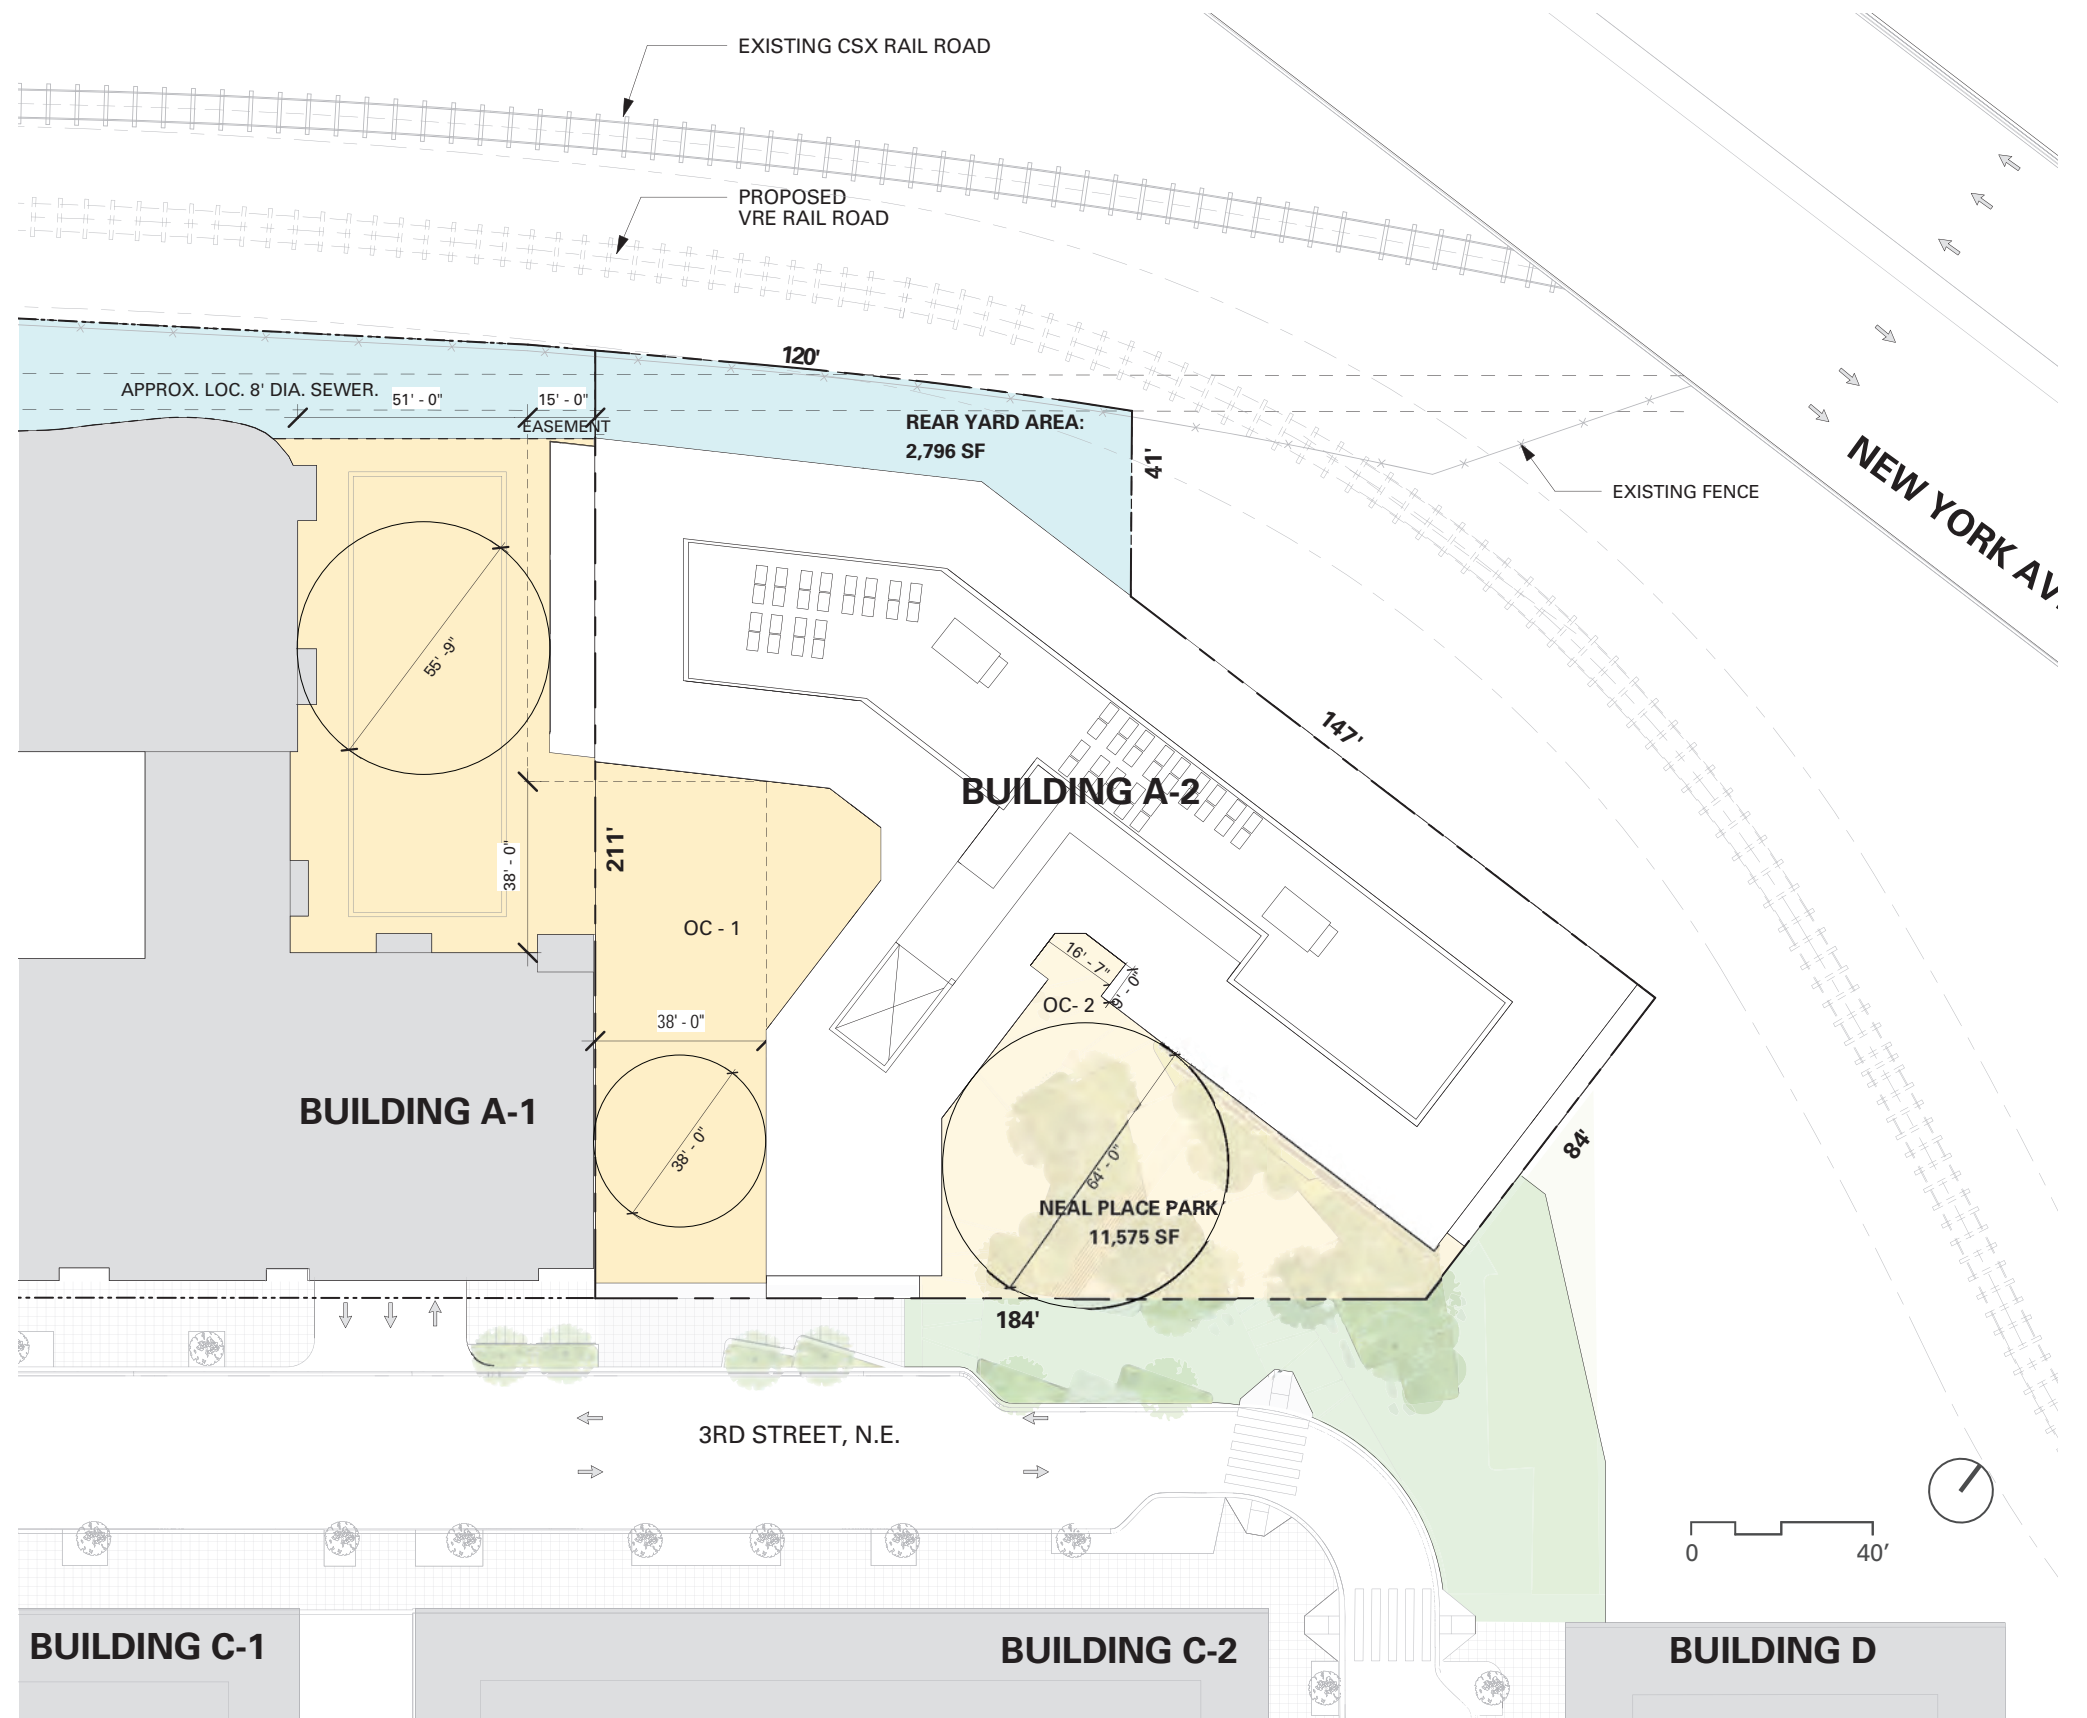 EXISTING CSX RAIL ROAD
PROPOSED
VRE RAIL ROAD
120'
APPROX. LOC. 8' DIA. SEWER.
51' - 0"
15' - 0"
EASEMENT
REAR YARD AREA:
2,796 SF
41'
EXISTING FENCE
NEW YORK AV
55' -9"
147'
BUILDING A-2
211'
38' - 0"
OC - 1
16' - 7"
9' - 0"
OC- 2
38' - 0"
BUILDING A-1
38' - 0"
64' - 0"
84'
NEAL PLACE PARK
11,575 SF
184'
3RD STREET, N.E.
0
40'
BUILDING C-1
BUILDING C-2
BUILDING D